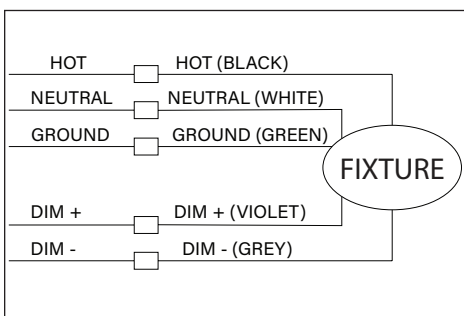 HOT HOT (BLACK)
NEUTRAL NEUTRAL (WHITE)
GROUND GROUND (GREEN)
FIXTURE
DIM + DIM + (VIOLET)
DIM - DIM - (GREY)